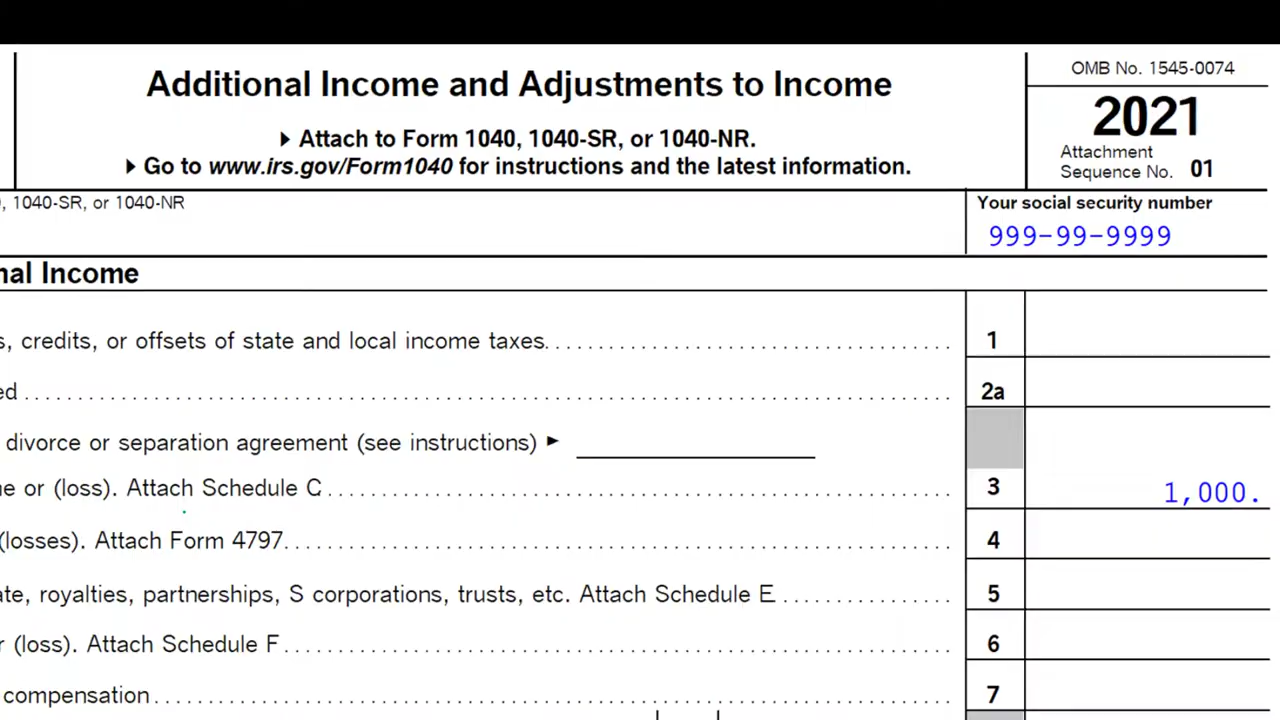 Additional Income and Adjustments to Income
OMB No. 1545-0074
2021
▶ Attach to Form 1040, 1040-SR, or 1040-NR.
▶ Go to www.irs.gov/Form1040 for instructions and the latest information.
Attachment
Sequence No. 01
, 1040-SR, or 1040-NR
Your social security number
999-99-9999
nal Income
s, credits, or offsets of state and local income taxes. 1
ed 2a
divorce or separation agreement (see instructions) ▶
e or (loss). Attach Schedule C 3 1,000.
(losses). Attach Form 4797. 4
ate, royalties, partnerships, S corporations, trusts, etc. Attach Schedule E 5
r (loss). Attach Schedule F 6
compensation 7